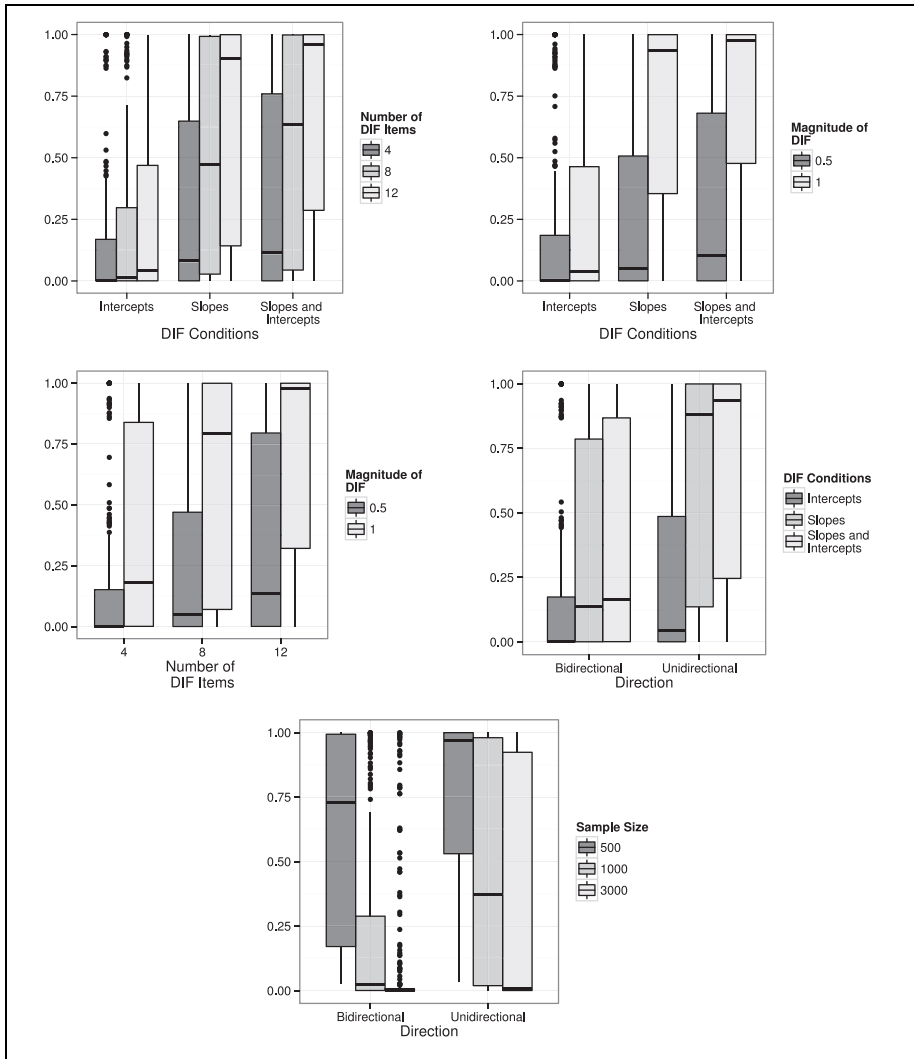 1.00
0.75
0.50
0.25
0.00
Intercepts
Slopes
Slopes and
Intercepts
DIF Conditions
Number of
DIF Items
4
8
12
1.00
0.75
0.50
0.25
0.00
Intercepts
Slopes
Slopes and
Intercepts
DIF Conditions
Magnitude of
DIF
0.5
1
1.00
0.75
0.50
0.25
0.00
4
8
12
Number of
DIF Items
Magnitude of
DIF
0.5
1
1.00
0.75
0.50
0.25
0.00
Bidirectional
Unidirectional
Direction
DIF Conditions
Intercepts
Slopes
Slopes and
Intercepts
1.00
0.75
0.50
0.25
0.00
Bidirectional
Unidirectional
Direction
Sample Size
500
1000
3000